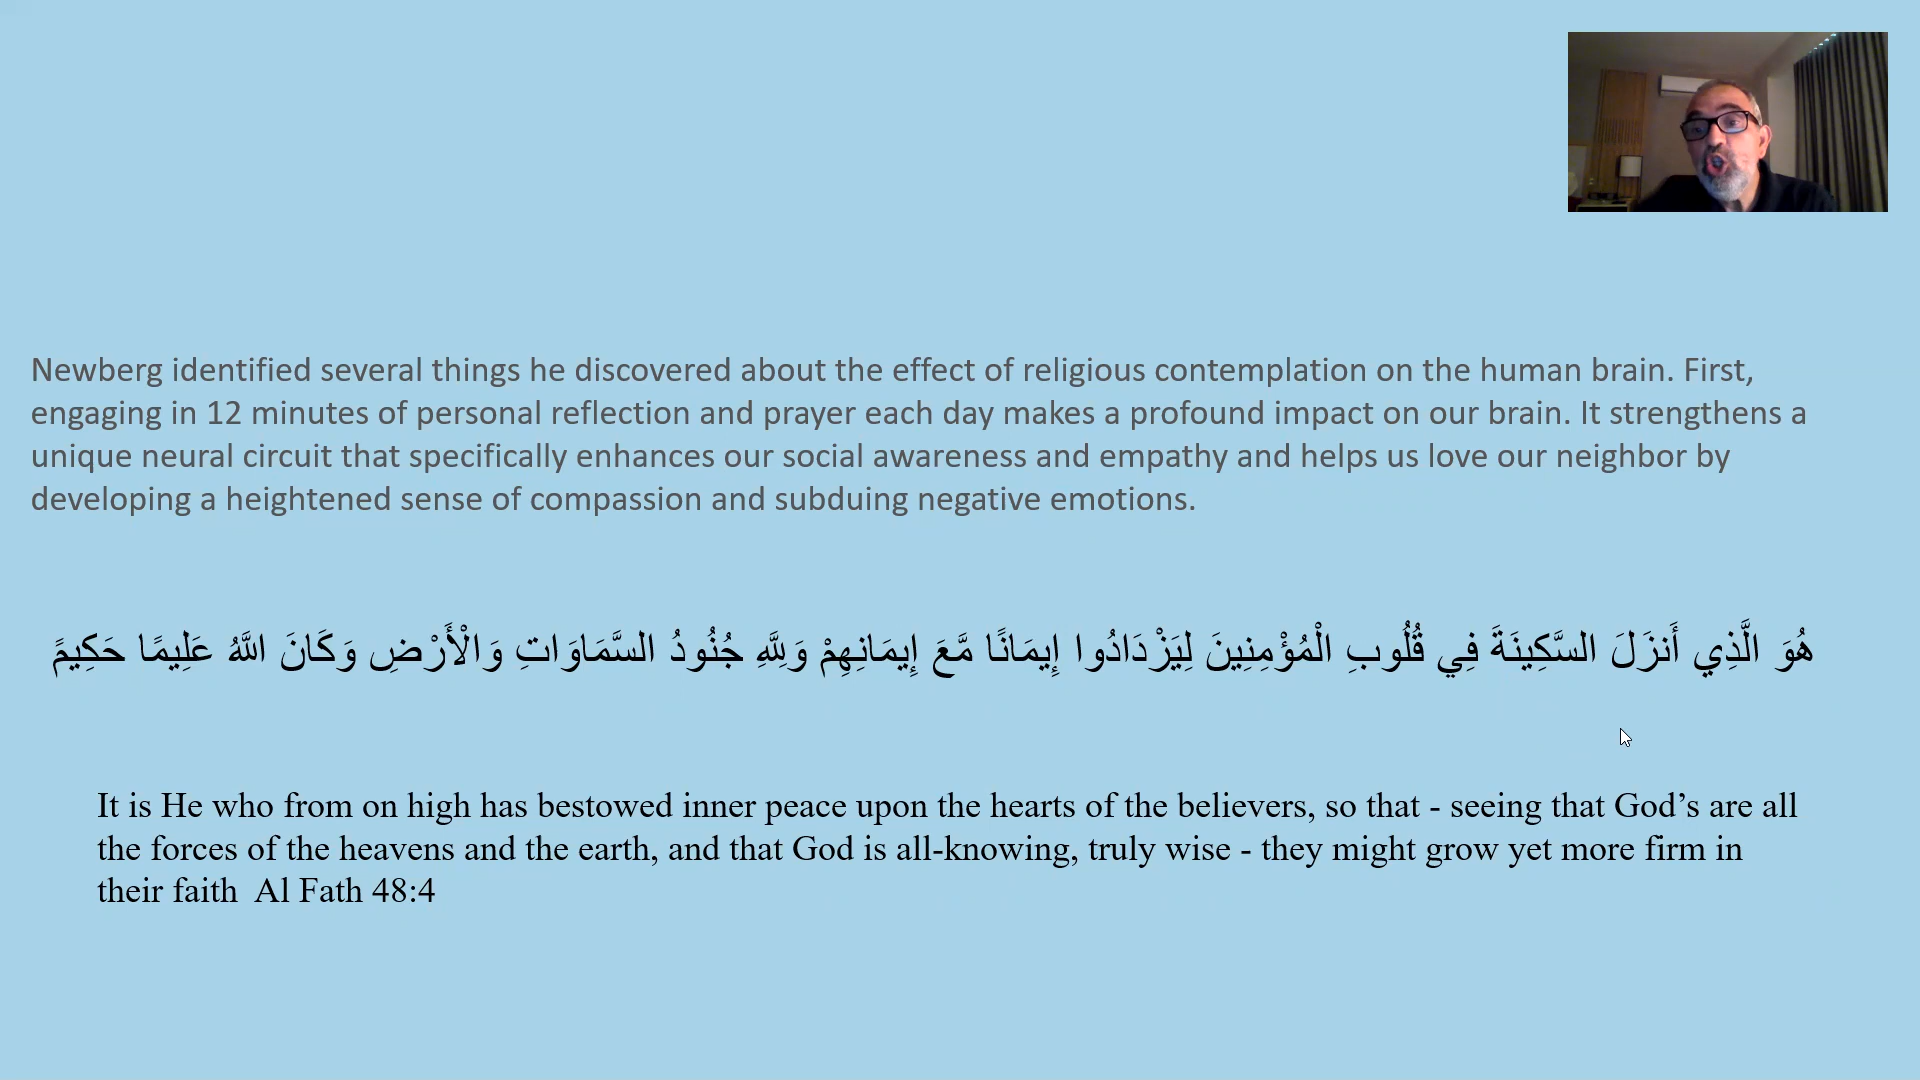 Newberg identified several things he discovered about the effect of religious contemplation on the human brain. First,
engaging in 12 minutes of personal reflection and prayer each day makes a profound impact on our brain. It strengthens a
unique neural circuit that specifically enhances our social awareness and empathy and helps us love our neighbor by
developing a heightened sense of compassion and subduing negative emotions.
هُوَ الَّذِي أَنزَلَ السَّكِينَةَ فِي قُلُوبِ الْمُؤْمِنِينَ لِيَزْدَادُوا إِيمَانًا مَّعَ إِيمَانِهِمْ وَلِلَّهِ جُنُودُ السَّمَاوَاتِ وَالْأَرْضِ وَكَانَ اللَّهُ عَلِيمًا حَكِيمً
It is He who from on high has bestowed inner peace upon the hearts of the believers, so that - seeing that God’s are all
the forces of the heavens and the earth, and that God is all-knowing, truly wise - they might grow yet more firm in
their faith  Al Fath 48:4